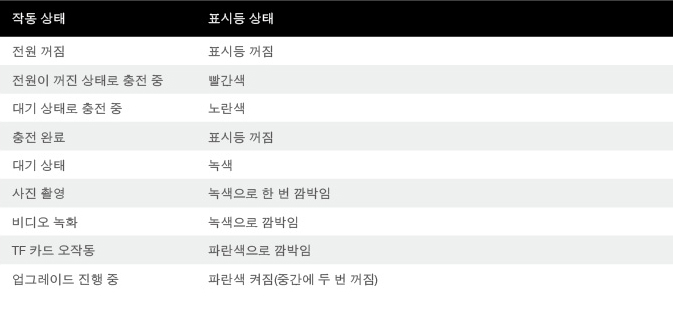 작동 상태 표시등 상태
전원 꺼짐 표시등 꺼짐
전원이 꺼진 상태로 충전 중 빨간색
대기 상태로 충전 중 노란색
충전 완료 표시등 꺼짐
대기 상태 녹색
사진 촬영 녹색으로 한 번 깜박임
비디오 녹화 녹색으로 깜박임
TF 카드 오작동 파란색으로 깜박임
업그레이드 진행 중 파란색 켜짐(중간에 두 번 꺼짐)